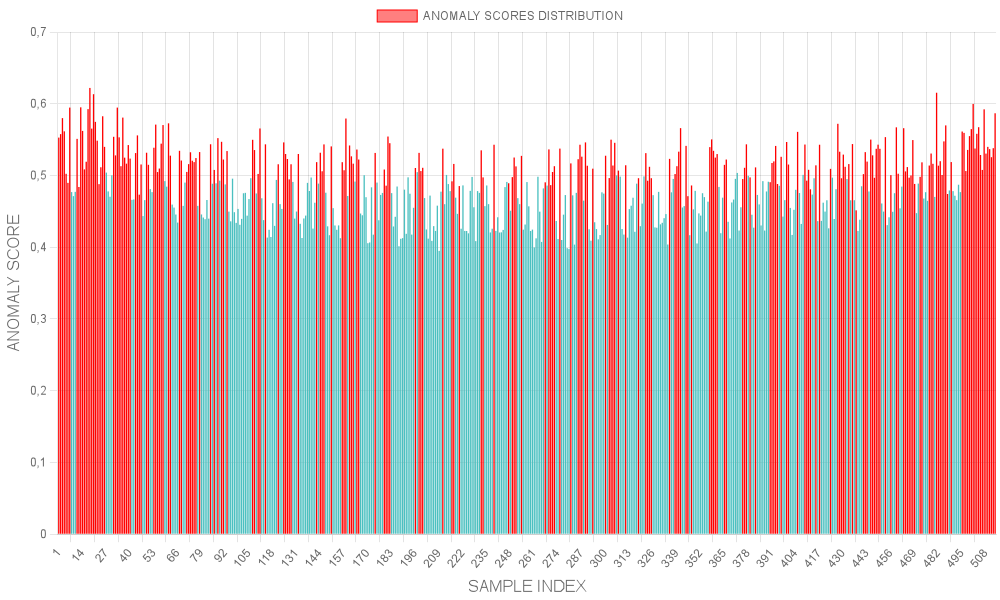 ANOMALY SCORES DISTRIBUTION
0,7
0,6
0,5
0,4
0,3
0,2
0,1
0
ANOMALY SCORE
1 14 27 40 53 66 79 92 105 118 131 144 157 170 183 196 209 222 235 248 261 274 287 300 313 326 339 352 365 378 391 404 417 430 443 456 469 482 495 508
SAMPLE INDEX